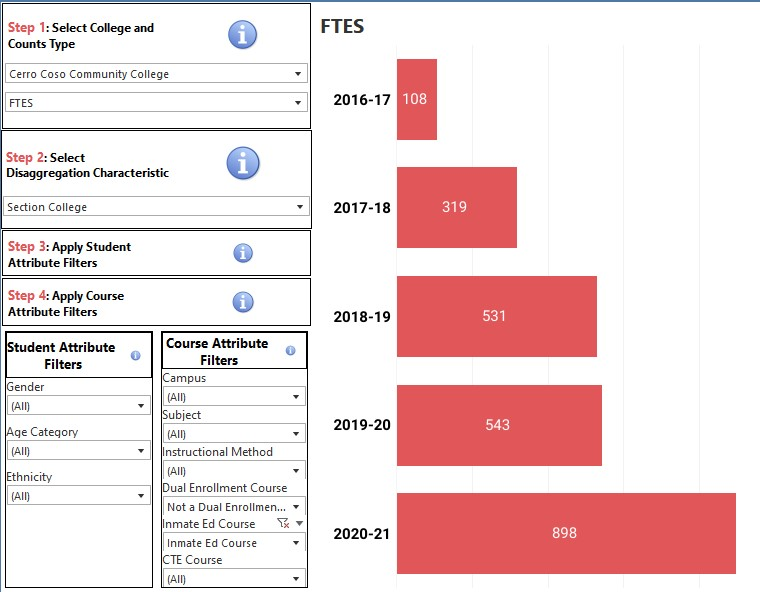 Step 1: Select College and
Counts Type
Cerro Coso Community College
FTES
Step 2: Select
Disaggregation Characteristic
Section College
Step 3: Apply Student
Attribute Filters
Step 4: Apply Course
Attribute Filters
Student Attribute
Filters
Gender
(All)
Age Category
(All)
Ethnicity
(All)
Course Attribute
Filters
Campus
(All)
Subject
(All)
Instructional Method
(All)
Dual Enrollment Course
Not a Dual Enrollmen...
Inmate Ed Course
Inmate Ed Course
CTE Course
(All)
FTES
2016-17 108
2017-18 319
2018-19 531
2019-20 543
2020-21 898